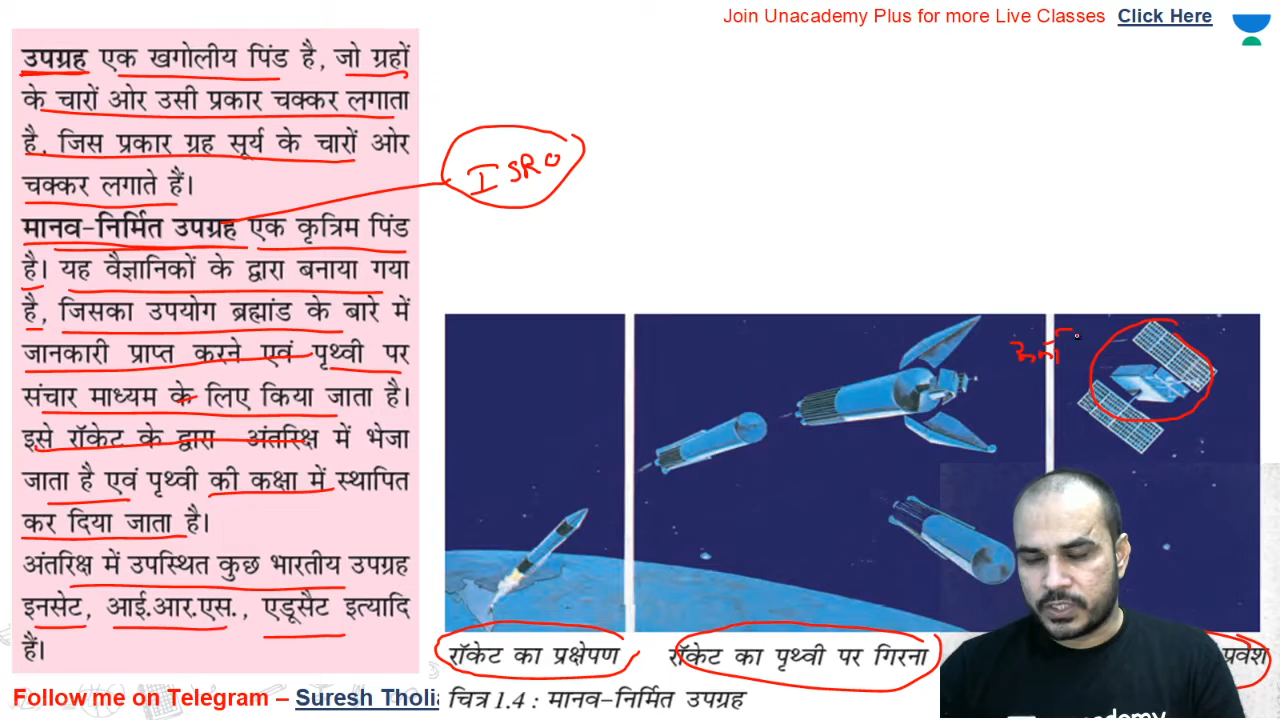 Join Unacademy Plus for more Live Classes Click Here
उपग्रह एक खगोलीय पिंड है, जो ग्रहों
के चारों ओर उसी प्रकार चक्कर लगाता
है, जिस प्रकार ग्रह सूर्य के चारों ओर
चक्कर लगाते हैं।
मानव-निर्मित उपग्रह एक कृत्रिम पिंड
है। यह वैज्ञानिकों के द्वारा बनाया गया
है, जिसका उपयोग ब्रह्मांड के बारे में
जानकारी प्राप्त करने एवं पृथ्वी पर
संचार माध्यम के लिए किया जाता है।
इसे रॉकेट के द्वारा अंतरिक्ष में भेजा
जाता है एवं पृथ्वी की कक्षा में स्थापित
कर दिया जाता है।
अंतरिक्ष में उपस्थित कुछ भारतीय उपग्रह
इनसेट, आई.आर.एस., एडूसैट इत्यादि
हैं।
ISRO
रॉकेट का प्रक्षेपण
रॉकेट का पृथ्वी पर गिरना
प्रवेश
चित्र 1.4 : मानव-निर्मित उपग्रह
Follow me on Telegram – Suresh Tholia